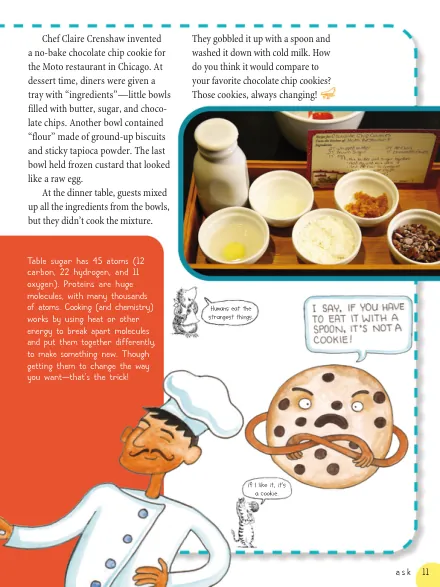 Chef Claire Crenshaw invented
a no-bake chocolate chip cookie for
the Moto restaurant in Chicago. At
dessert time, diners were given a
tray with “ingredients”—little bowls
filled with butter, sugar, and choco-
late chips. Another bowl contained
“flour” made of ground-up biscuits
and sticky tapioca powder. The last
bowl held frozen custard that looked
like a raw egg.
At the dinner table, guests mixed
up all the ingredients from the bowls,
but they didn’t cook the mixture.
They gobbled it up with a spoon and
washed it down with cold milk. How
do you think it would compare to
your favorite chocolate chip cookies?
Those cookies, always changing!
Table sugar has 45 atoms (12
carbon, 22 hydrogen, and 11
oxygen). Proteins are huge
molecules, with many thousands
of atoms. Cooking (and chemistry)
works by using heat or other
energy to break apart molecules
and put them together differently,
to make something new. Though
getting them to change the way
you want—that’s the trick!
Humans eat the
strangest things.
I SAY, IF YOU HAVE
TO EAT IT WITH A
SPOON, IT’S NOT A
COOKIE!
If I like it, it’s
a cookie.
ask 11